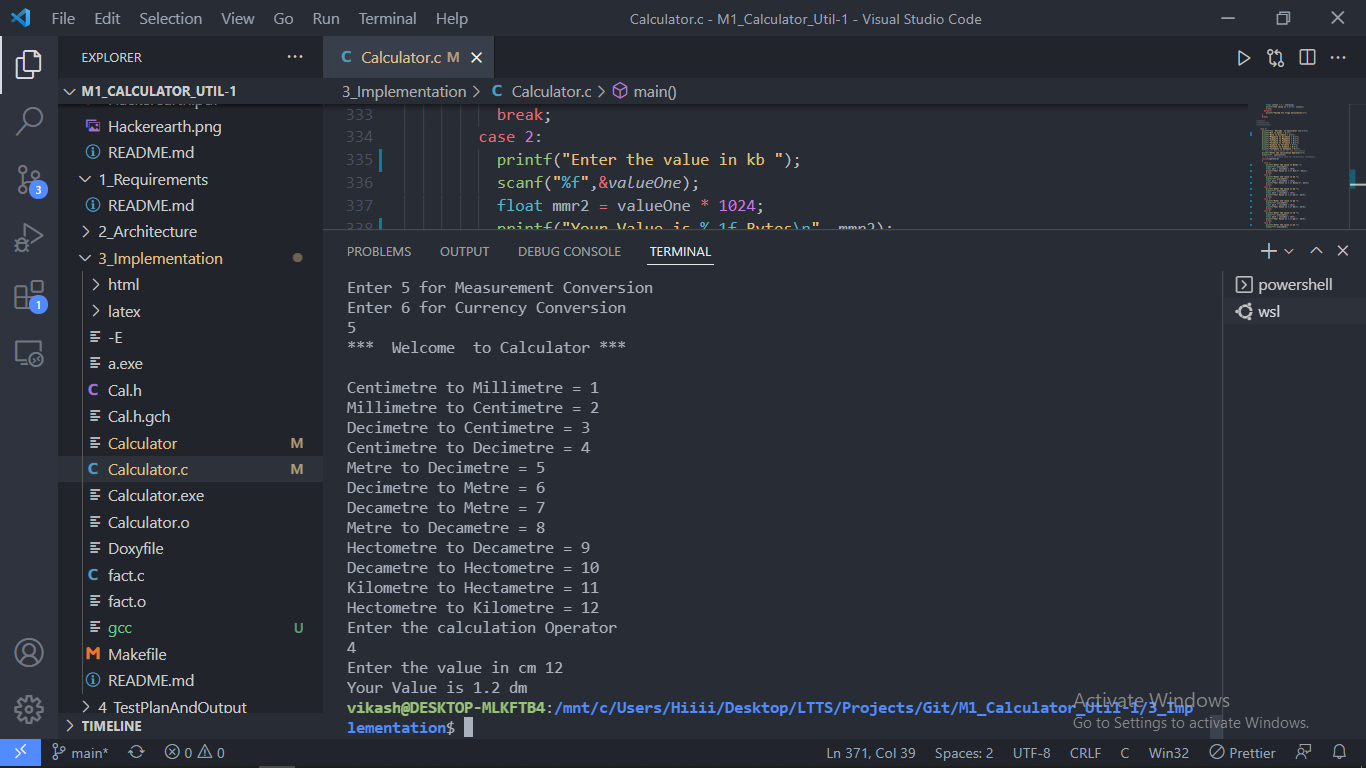 File Edit Selection View Go Run Terminal Help
Calculator.c - M1_Calculator_Util-1 - Visual Studio Code
EXPLORER
Calculator.c M
M1_CALCULATOR_UTIL-1
3_Implementation > C Calculator.c > main()
Hackerearth.png
README.md
1_Requirements
README.md
2_Architecture
3_Implementation
html
latex
-E
a.exe
Cal.h
Cal.h.gch
Calculator M
Calculator.c M
Calculator.exe
Calculator.o
Doxyfile
fact.c
fact.o
gcc U
Makefile
README.md
4_TestPlanAndOutput
TIMELINE
3
1
333 break;
334 case 2:
335 printf("Enter the value in kb ");
336 scanf("%f",&valueOne);
337 float mmr2 = valueOne * 1024;
338 printf("Your Value is %.1f Bytes\n", mmr2);
PROBLEMS OUTPUT DEBUG CONSOLE TERMINAL
powershell
wsl
Enter 5 for Measurement Conversion
Enter 6 for Currency Conversion
5
*** Welcome to Calculator ***
Centimetre to Millimetre = 1
Millimetre to Centimetre = 2
Decimetre to Centimetre = 3
Centimetre to Decimetre = 4
Metre to Decimetre = 5
Decimetre to Metre = 6
Decametre to Metre = 7
Metre to Decametre = 8
Hectometre to Decametre = 9
Decametre to Hectometre = 10
Kilometre to Hectametre = 11
Hectometre to Kilometre = 12
Enter the calculation Operator
4
Enter the value in cm 12
Your Value is 1.2 dm
vikash@DESKTOP-MLKFTB4:/mnt/c/Users/Hiiii/Desktop/LTTS/Projects/Git/M1_Calculator_Util-1/3_Imp
lementation$
Activate Windows
Go to Settings to activate Windows.
main* 0 0 Ln 371, Col 39 Spaces: 2 UTF-8 CRLF C Win32 Prettier